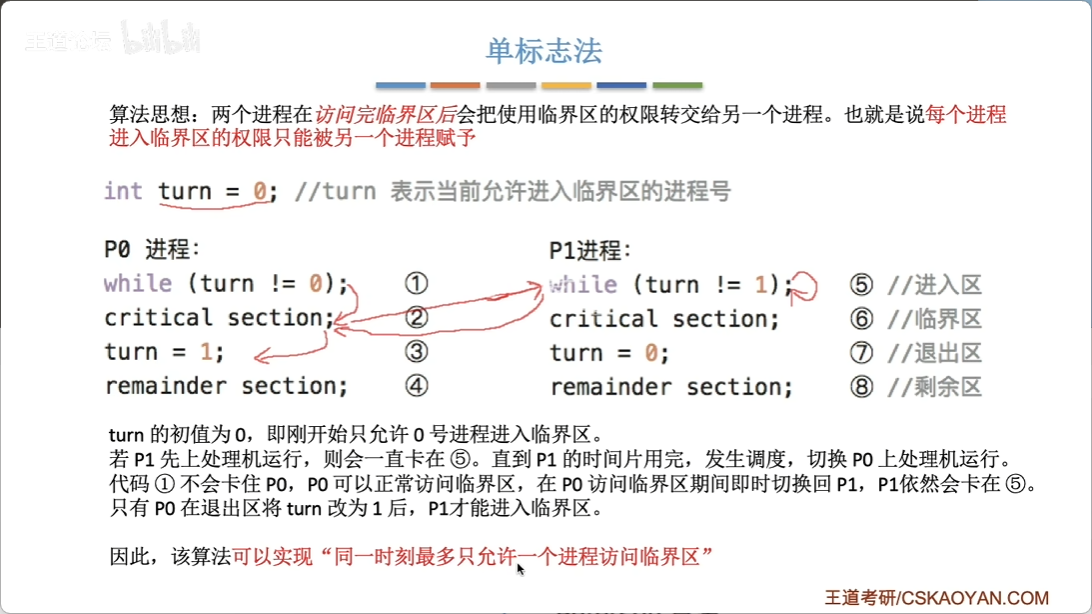 王道论坛 bilibili
单标志法
算法思想：两个进程在访问完临界区后会把使用临界区的权限转交给另一个进程。也就是说每个进程
进入临界区的权限只能被另一个进程赋予
int turn = 0; //turn 表示当前允许进入临界区的进程号
P0 进程：
while (turn != 0); ①
critical section; ②
turn = 1; ③
remainder section; ④
P1进程：
while (turn != 1); ⑤ //进入区
critical section; ⑥ //临界区
turn = 0; ⑦ //退出区
remainder section; ⑧ //剩余区
turn 的初值为 0，即刚开始只允许 0 号进程进入临界区。
若 P1 先上处理机运行，则会一直卡在 ⑤。直到 P1 的时间片用完，发生调度，切换 P0 上处理机运行。
代码 ① 不会卡住 P0，P0 可以正常访问临界区，在 P0 访问临界区期间即时切换回 P1，P1依然会卡在 ⑤。
只有 P0 在退出区将 turn 改为 1 后，P1才能进入临界区。
因此，该算法可以实现“同一时刻最多只允许一个进程访问临界区”
王道考研/CSKAOYAN.COM